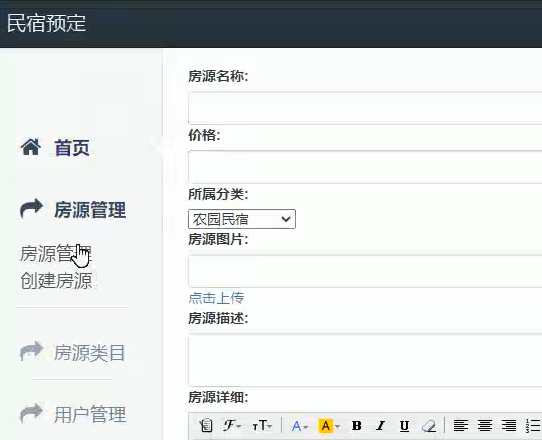 民宿预定
首页
房源管理
房源管理
创建房源
房源类目
用户管理
房源名称:
价格:
所属分类:
农园民宿
房源图片:
点击上传
房源描述:
房源详细: